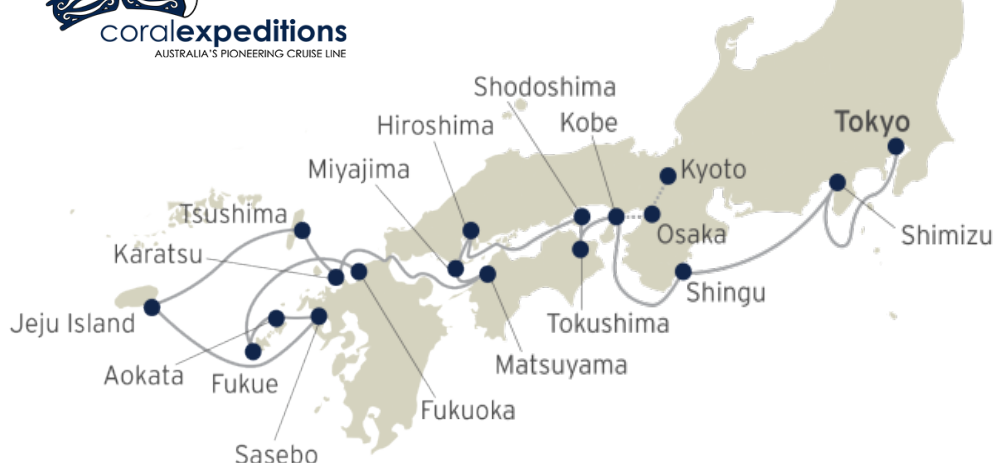 coralexpeditions
AUSTRALIA'S PIONEERING CRUISE LINE
Shodoshima
Hiroshima
Kobe
Tokyo
Miyajima
Kyoto
Tsushima
Karatsu
Osaka
Shimizu
Shingu
Jeju Island
Tokushima
Matsuyama
Aokata
Fukue
Fukuoka
Sasebo